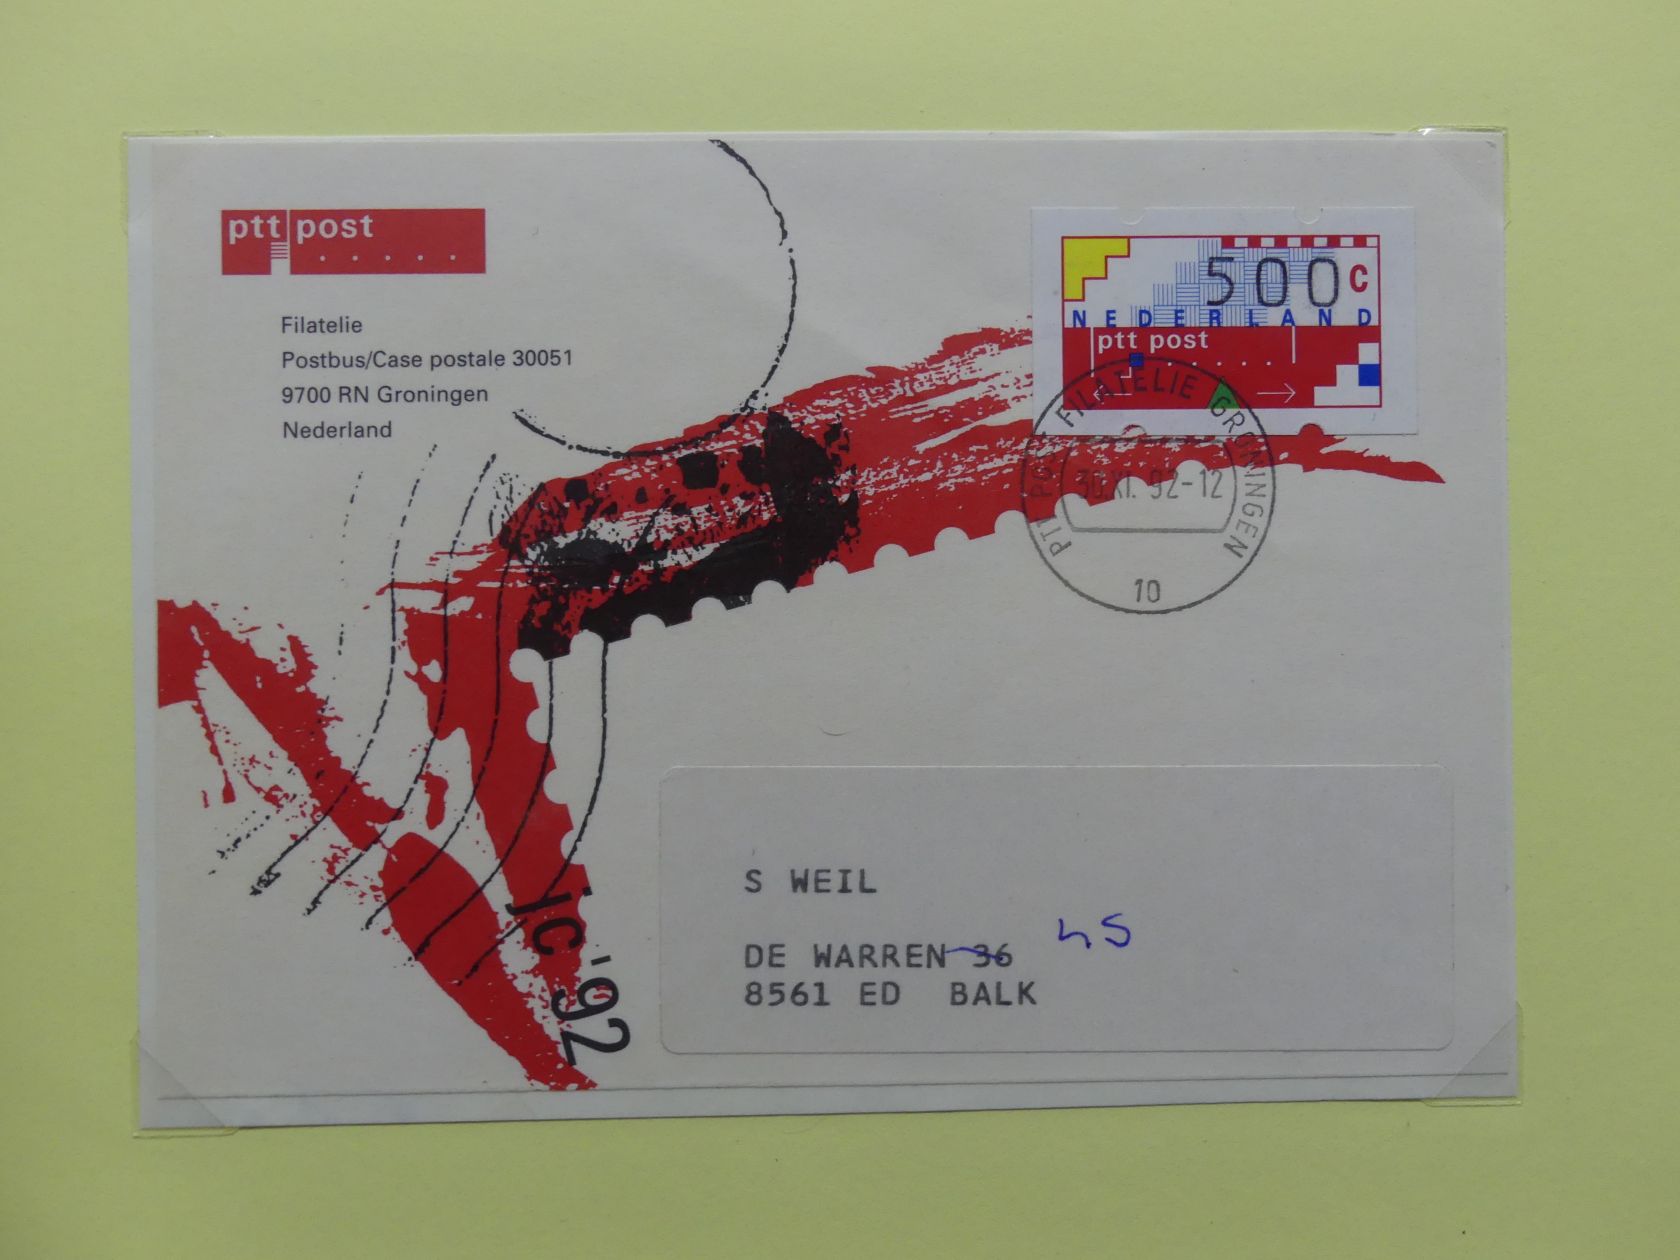 ptt post
Filatelie
Postbus/Case postale 30051
9700 RN Groningen
Nederland
500 C
NEDERLAND
ptt post
PTT POST FILATELIE GRONINGEN
30.XI.92-12
10
jc '92
S WEIL
45
DE WARREN 36
8561 ED BALK